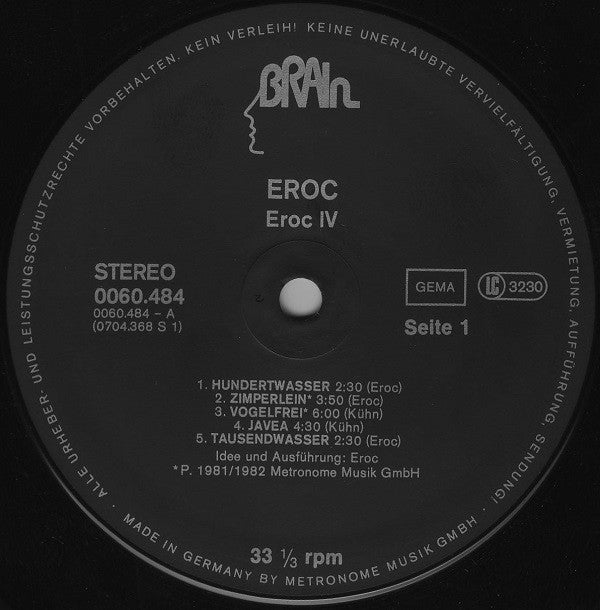 ALLE URHEBER- UND LEISTUNGSSCHUTZRECHTE VORBEHALTEN. KEIN VERLEIH! KEINE UNERLAUBTE VERVIELFÄLTIGUNG, VERMIETUNG, AUFFÜHRUNG, SENDUNG!
BRAIn
EROC
Eroc IV
STEREO
0060.484
0060.484 - A
(0704.368 S 1)
GEMA
LC 3230
Seite 1
1. HUNDERTWASSER 2:30 (Eroc)
2. ZIMPERLEIN* 3:50 (Eroc)
3. VOGELFREI* 6:00 (Kühn)
4. JAVEA 4:30 (Kühn)
5. TAUSENDWASSER 2:30 (Eroc)
Idee und Ausführung: Eroc
*P. 1981/1982 Metronome Musik GmbH
33 1/3 rpm
• MADE IN GERMANY BY METRONOME MUSIK GMBH •